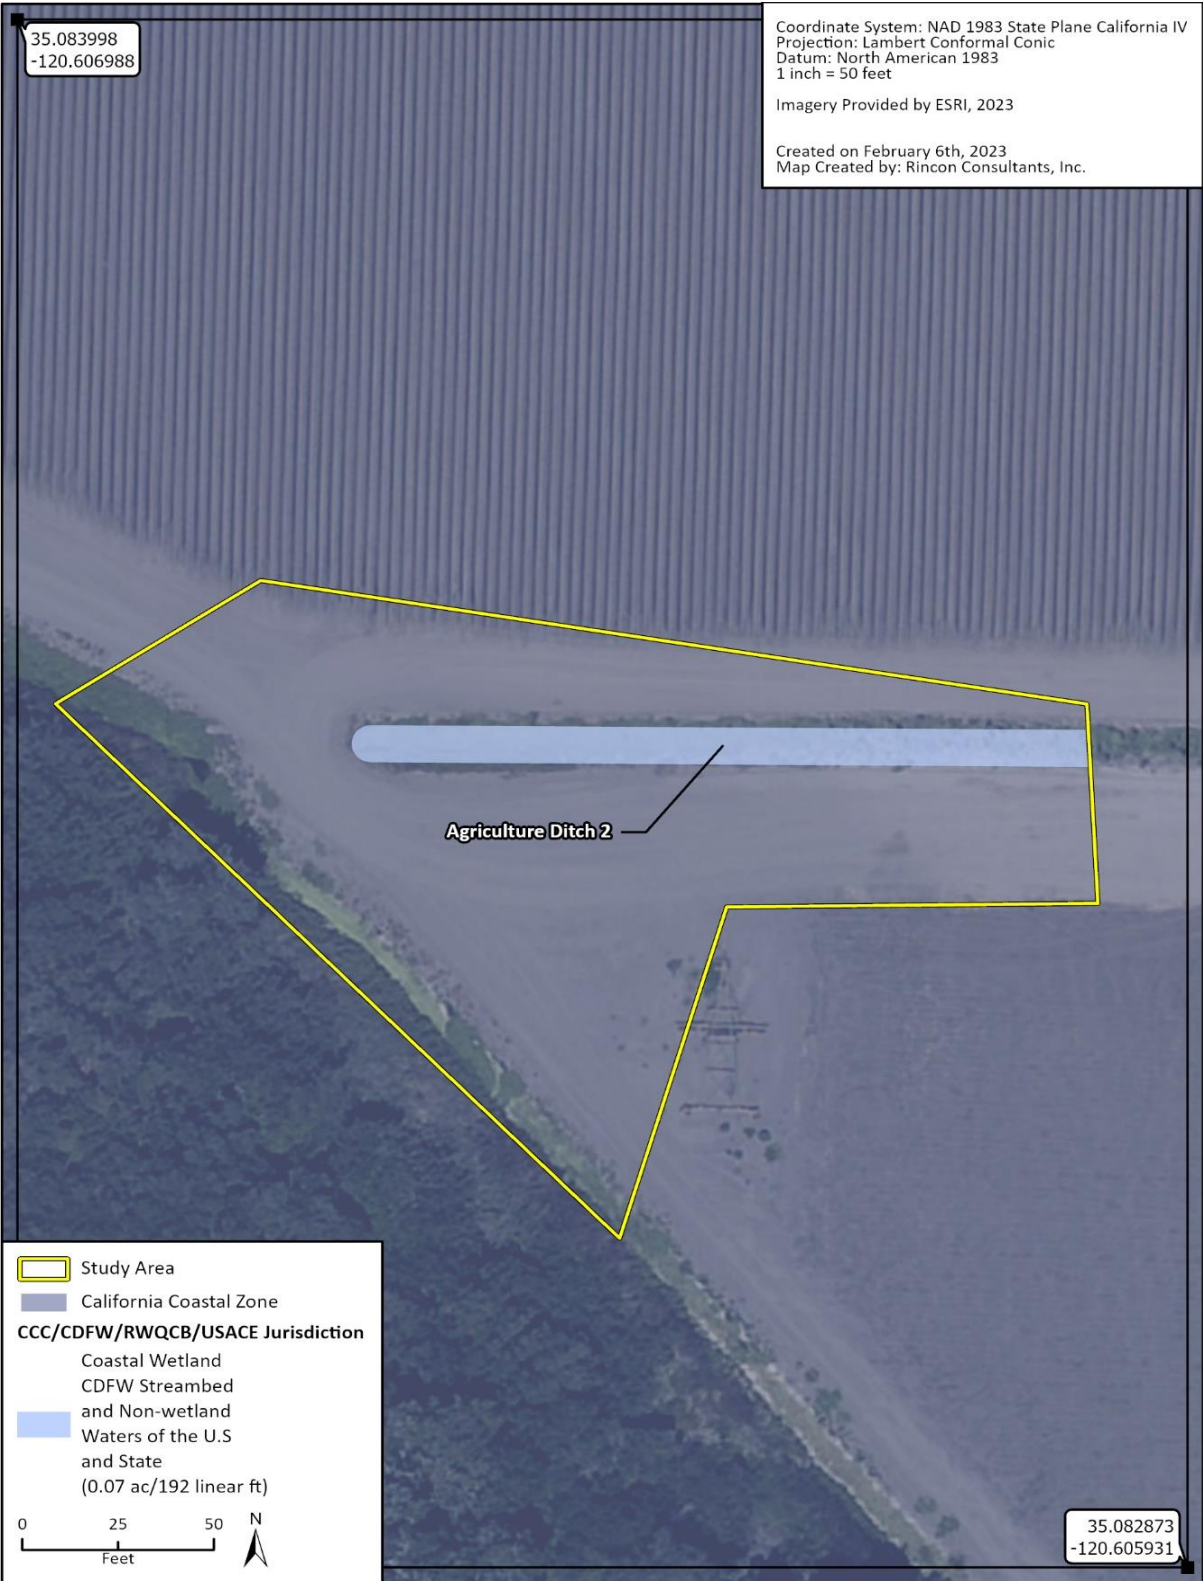 35.083998
-120.606988
Coordinate System: NAD 1983 State Plane California IV
Projection: Lambert Conformal Conic
Datum: North American 1983
1 inch = 50 feet
Imagery Provided by ESRI, 2023
Created on February 6th, 2023
Map Created by: Rincon Consultants, Inc.
Agriculture Ditch 2
Study Area
California Coastal Zone
CCC/CDFW/RWQCB/USACE Jurisdiction
Coastal Wetland
CDFW Streambed
and Non-wetland
Waters of the U.S
and State
(0.07 ac/192 linear ft)
0 25 50
Feet
N
35.082873
-120.605931